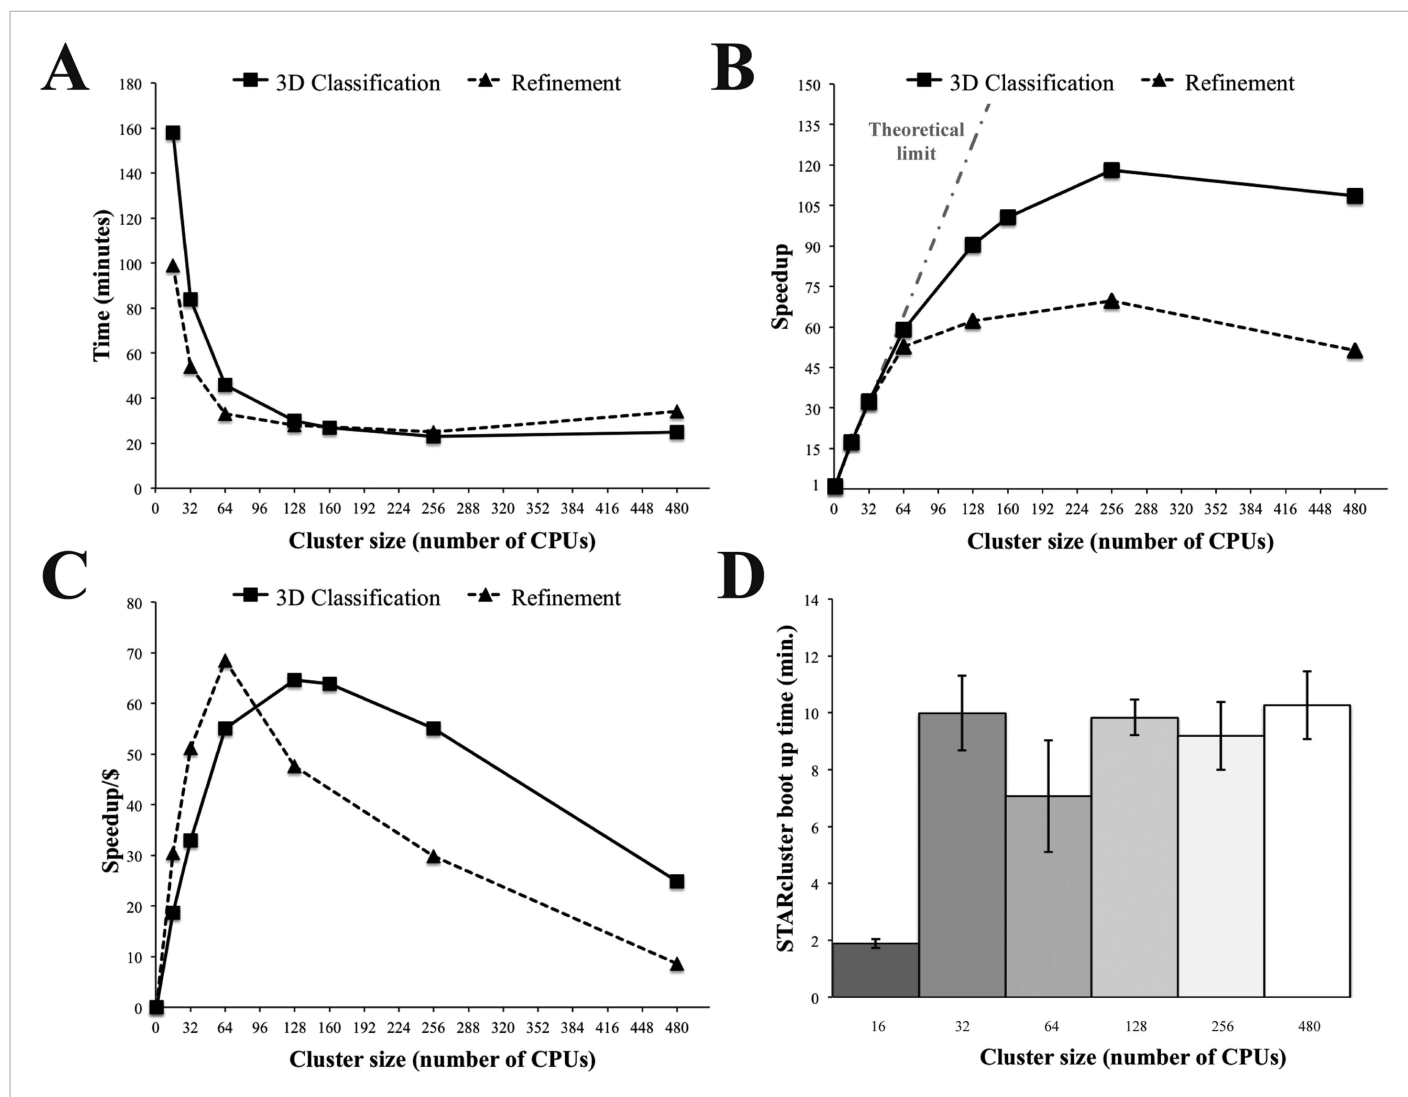 A
3D Classification
Refinement
180
160
140
120
100
80
60
40
20
0
Time (minutes)
0 32 64 96 128 160 192 224 256 288 320 352 384 416 448 480
Cluster size (number of CPUs)
B
3D Classification
Refinement
Theoretical
limit
150
135
120
105
90
75
60
45
30
15
1
Speedup
0 32 64 96 128 160 192 224 256 288 320 352 384 416 448 480
Cluster size (number of CPUs)
C
3D Classification
Refinement
80
70
60
50
40
30
20
10
0
Speedup/$
0 32 64 96 128 160 192 224 256 288 320 352 384 416 448 480
Cluster size (number of CPUs)
D
14
12
10
8
6
4
2
0
STARcluster boot up time (min.)
16 32 64 128 256 480
Cluster size (number of CPUs)